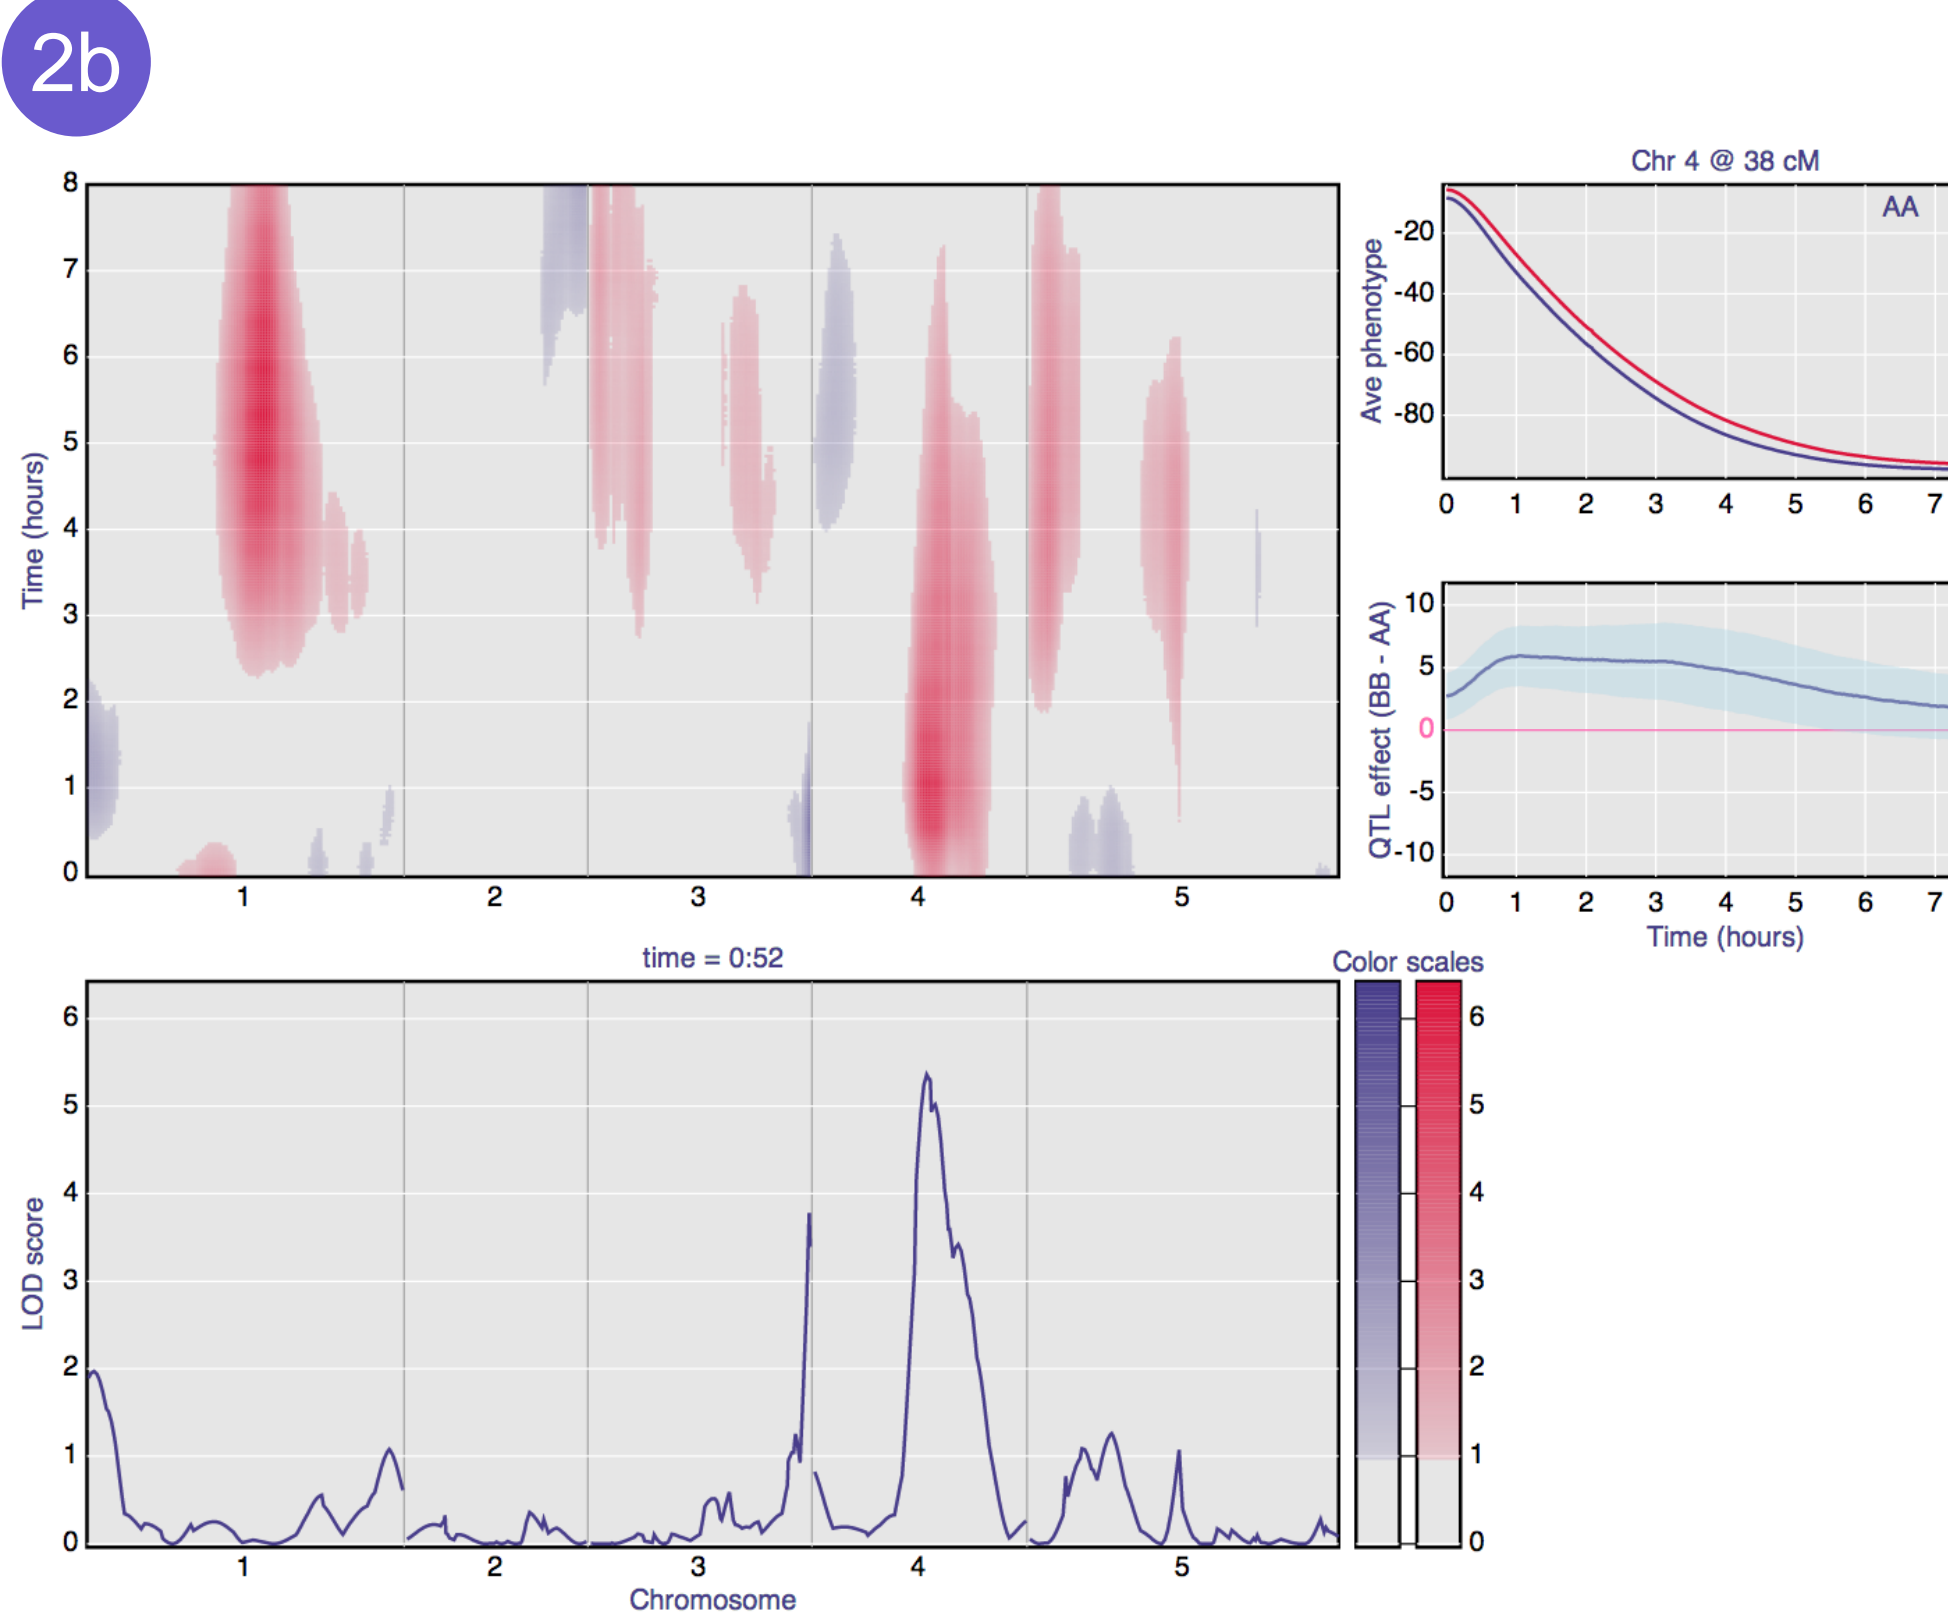 2b
8
7
6
5
4
3
2
1
0
Time (hours)
1 2 3 4 5
Chr 4 @ 38 cM
AA
-20
-40
-60
-80
Ave phenotype
0 1 2 3 4 5 6 7
10
5
0
-5
-10
QTL effect (BB - AA)
0 1 2 3 4 5 6 7
Time (hours)
time = 0:52
6
5
4
3
2
1
0
LOD score
1 2 3 4 5
Chromosome
Color scales
6
5
4
3
2
1
0